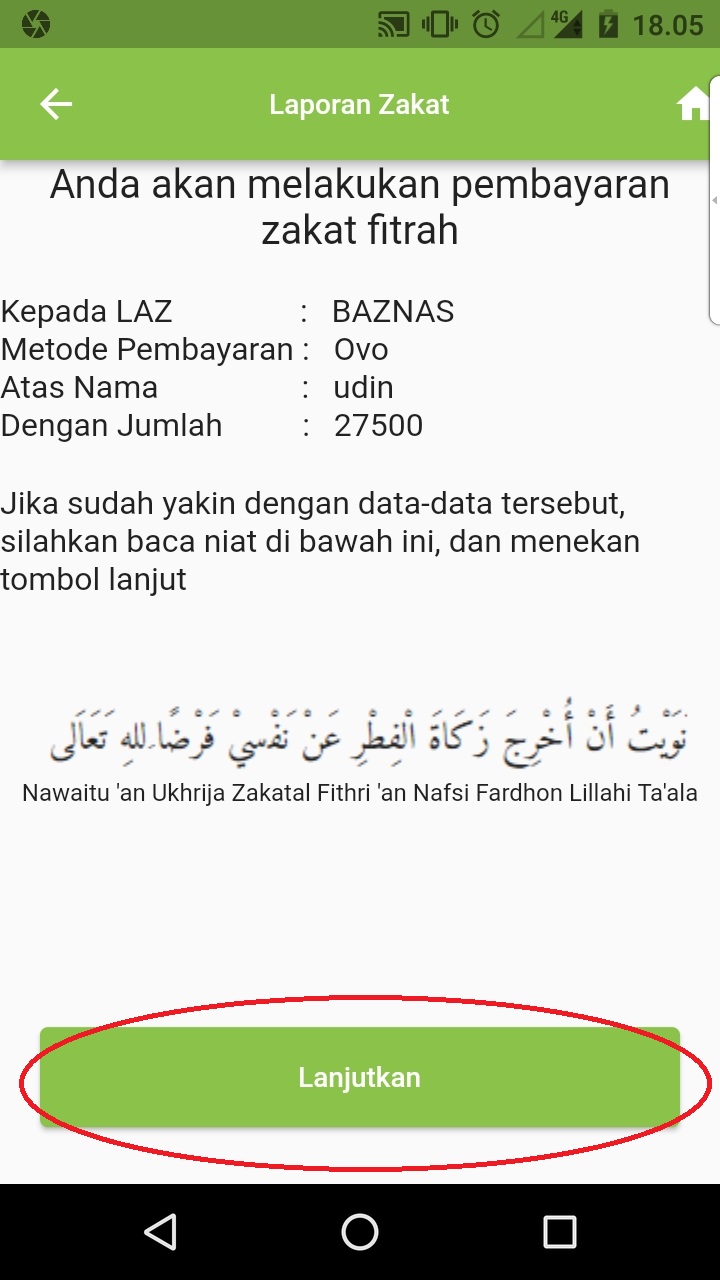 4G 18.05
Laporan Zakat
Anda akan melakukan pembayaran
zakat fitrah
Kepada LAZ : BAZNAS
Metode Pembayaran : Ovo
Atas Nama : udin
Dengan Jumlah : 27500
Jika sudah yakin dengan data-data tersebut,
silahkan baca niat di bawah ini, dan menekan
tombol lanjut
نَوَيْتُ أَنْ أُخْرِجَ زَكَاةَ الْفِطْرِ عَنْ نَفْسِيْ فَرْضًا لِلهِ تَعَالَى
Nawaitu 'an Ukhrija Zakatal Fithri 'an Nafsi Fardhon Lillahi Ta'ala
Lanjutkan